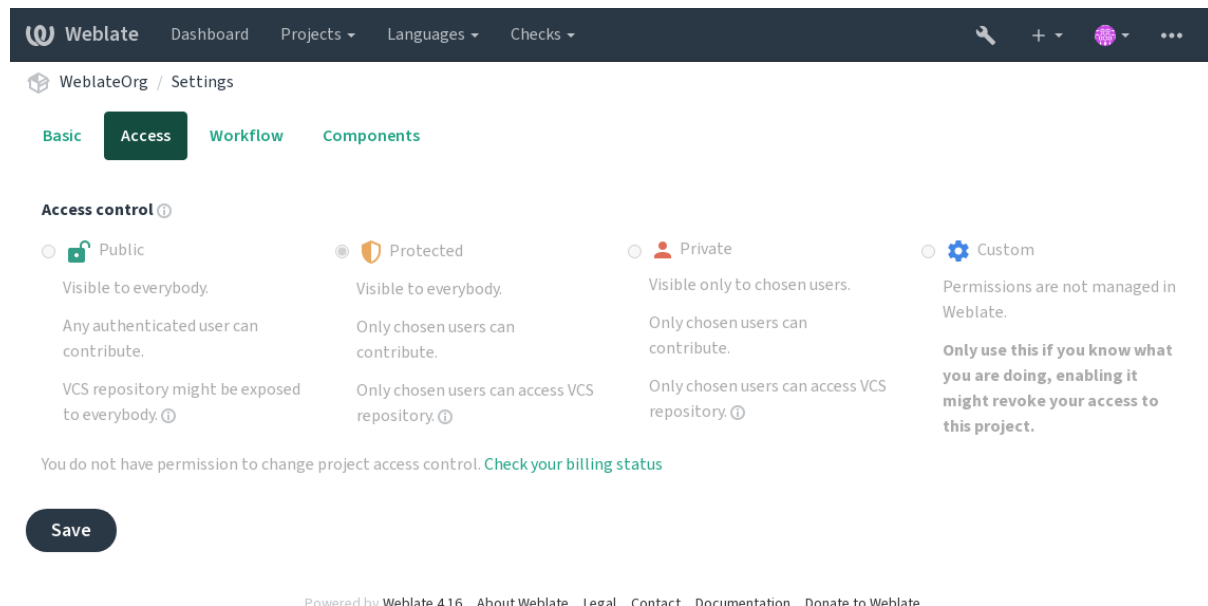 Weblate Dashboard Projects Languages Checks
WeblateOrg / Settings
Basic Access Workflow Components
Access control
Public
Visible to everybody.
Any authenticated user can
contribute.
VCS repository might be exposed
to everybody.
Protected
Visible to everybody.
Only chosen users can
contribute.
Only chosen users can access VCS
repository.
Private
Visible only to chosen users.
Only chosen users can
contribute.
Only chosen users can access VCS
repository.
Custom
Permissions are not managed in
Weblate.
Only use this if you know what
you are doing, enabling it
might revoke your access to
this project.
You do not have permission to change project access control. Check your billing status
Save
Powered by Weblate 4.16 About Weblate Legal Contact Documentation Donate to Weblate